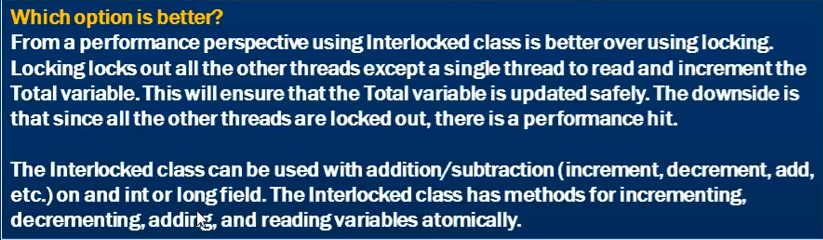 Which option is better?
From a performance perspective using Interlocked class is better over using locking.
Locking locks out all the other threads except a single thread to read and increment the
Total variable. This will ensure that the Total variable is updated safely. The downside is
that since all the other threads are locked out, there is a performance hit.
The Interlocked class can be used with addition/subtraction (increment, decrement, add,
etc.) on and int or long field. The Interlocked class has methods for incrementing,
decrementing, adding, and reading variables atomically.